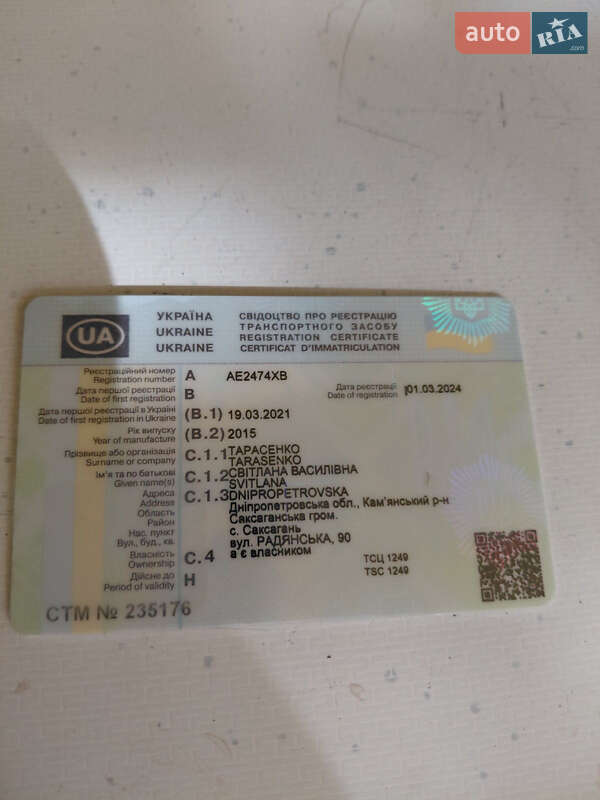 auto RIA .com
UA
УКРАЇНА
UKRAINE
UKRAINE
СВІДОЦТВО ПРО РЕЄСТРАЦІЮ
ТРАНСПОРТНОГО ЗАСОБУ
REGISTRATION CERTIFICATE
CERTIFICAT D'IMMATRICULATION
Реєстраційний номер
Registration number
A
AE2474XB
Дата першої реєстрації
Date of first registration
B
Дата реєстрації
Date of registration
01.03.2024
Дата першої реєстрації в Україні
Date of first registration in Ukraine
(B.1) 19.03.2021
Рік випуску
Year of manufacture
(B.2) 2015
Прізвище або організація
Surname or company
C.1.1 ТАРАСЕНКО
TARASENKO
Ім'я та по батькові
Given name(s)
C.1.2 СВІТЛАНА ВАСИЛІВНА
SVITLANA
Адреса
Address
Область
Район
Нас. пункт
Вул., буд., кв.
C.1.3 DNIPROPETROVSKA
Дніпропетровська обл., Кам'янський р-н
Саксаганська гром.
с. Саксагань
вул. РАДЯНСЬКА, 90
Власність
Ownership
C.4
а є власником
Дійсне до
Period of validity
H
ТСЦ 1249
TSC 1249
СТМ № 235176